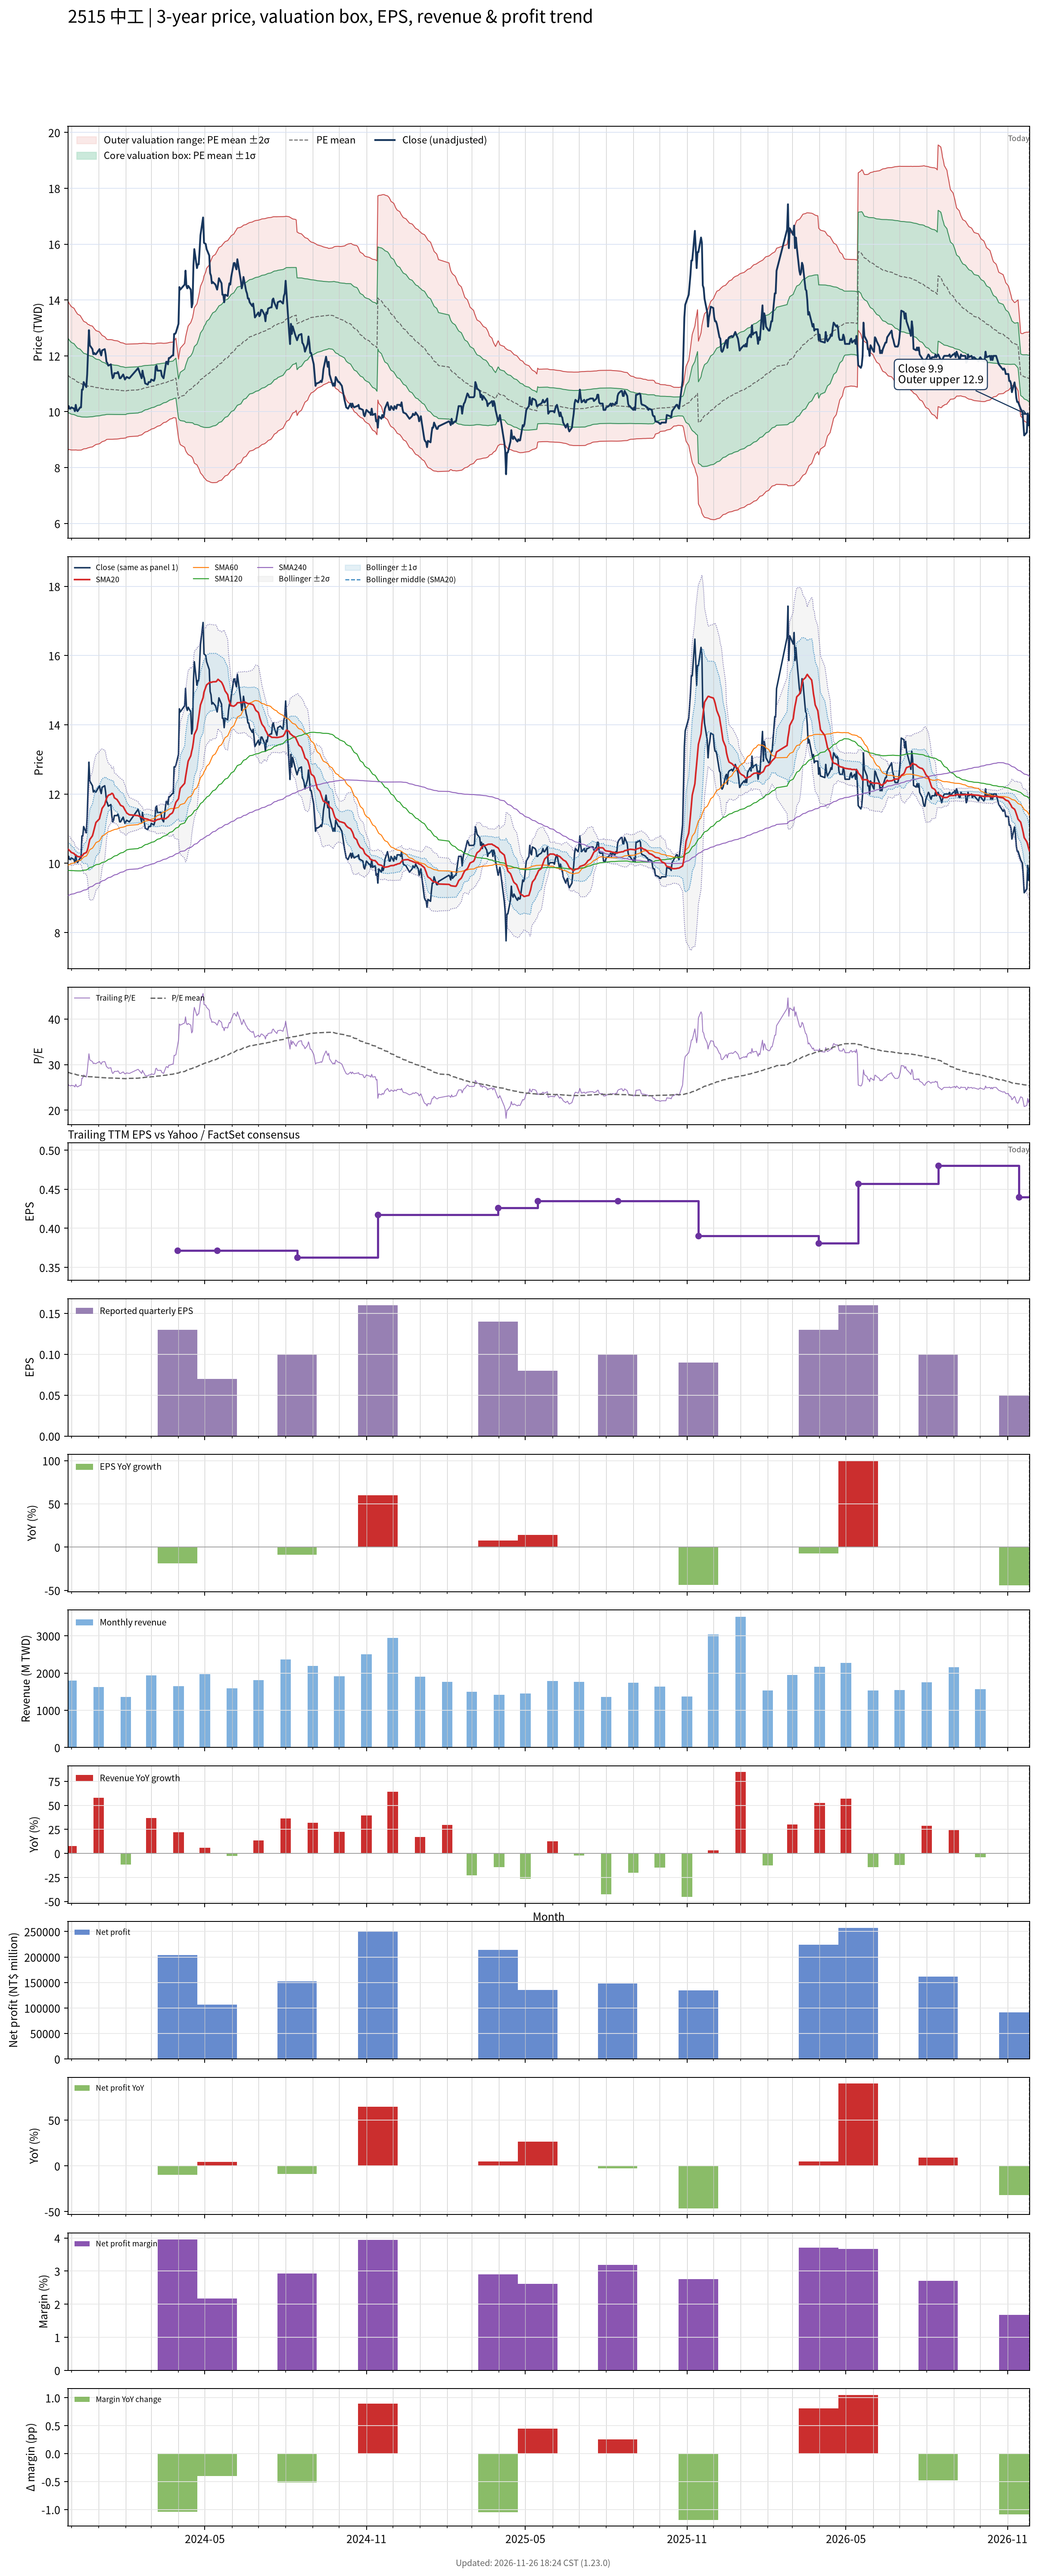 2515 中工 | 3-year price, valuation box, EPS, revenue & profit trend
Outer valuation range: PE mean ±2σ
Core valuation box: PE mean ±1σ
PE mean
Close (unadjusted)
Today
20
18
16
14
12
10
8
6
Price (TWD)
Close 9.9
Outer upper 12.9
Close (same as panel 1)
SMA20
SMA60
SMA120
SMA240
Bollinger ±2σ
Bollinger ±1σ
Bollinger middle (SMA20)
18
16
14
12
10
8
Price
Trailing P/E
P/E mean
40
30
20
P/E
Trailing TTM EPS vs Yahoo / FactSet consensus
Today
0.50
0.45
0.40
0.35
EPS
Reported quarterly EPS
0.15
0.10
0.05
0.00
EPS
EPS YoY growth
100
50
0
-50
YoY (%)
Monthly revenue
3000
2000
1000
0
Revenue (M TWD)
Revenue YoY growth
75
50
25
0
-25
-50
YoY (%)
Month
Net profit
250000
200000
150000
100000
50000
0
Net profit (NT$ million)
Net profit YoY
50
0
-50
YoY (%)
Net profit margin
4
3
2
1
0
Margin (%)
Margin YoY change
1.0
0.5
0.0
-0.5
-1.0
Δ margin (pp)
2024-05
2024-11
2025-05
2025-11
2026-05
2026-11
Updated: 2026-11-26 18:24 CST (1.23.0)